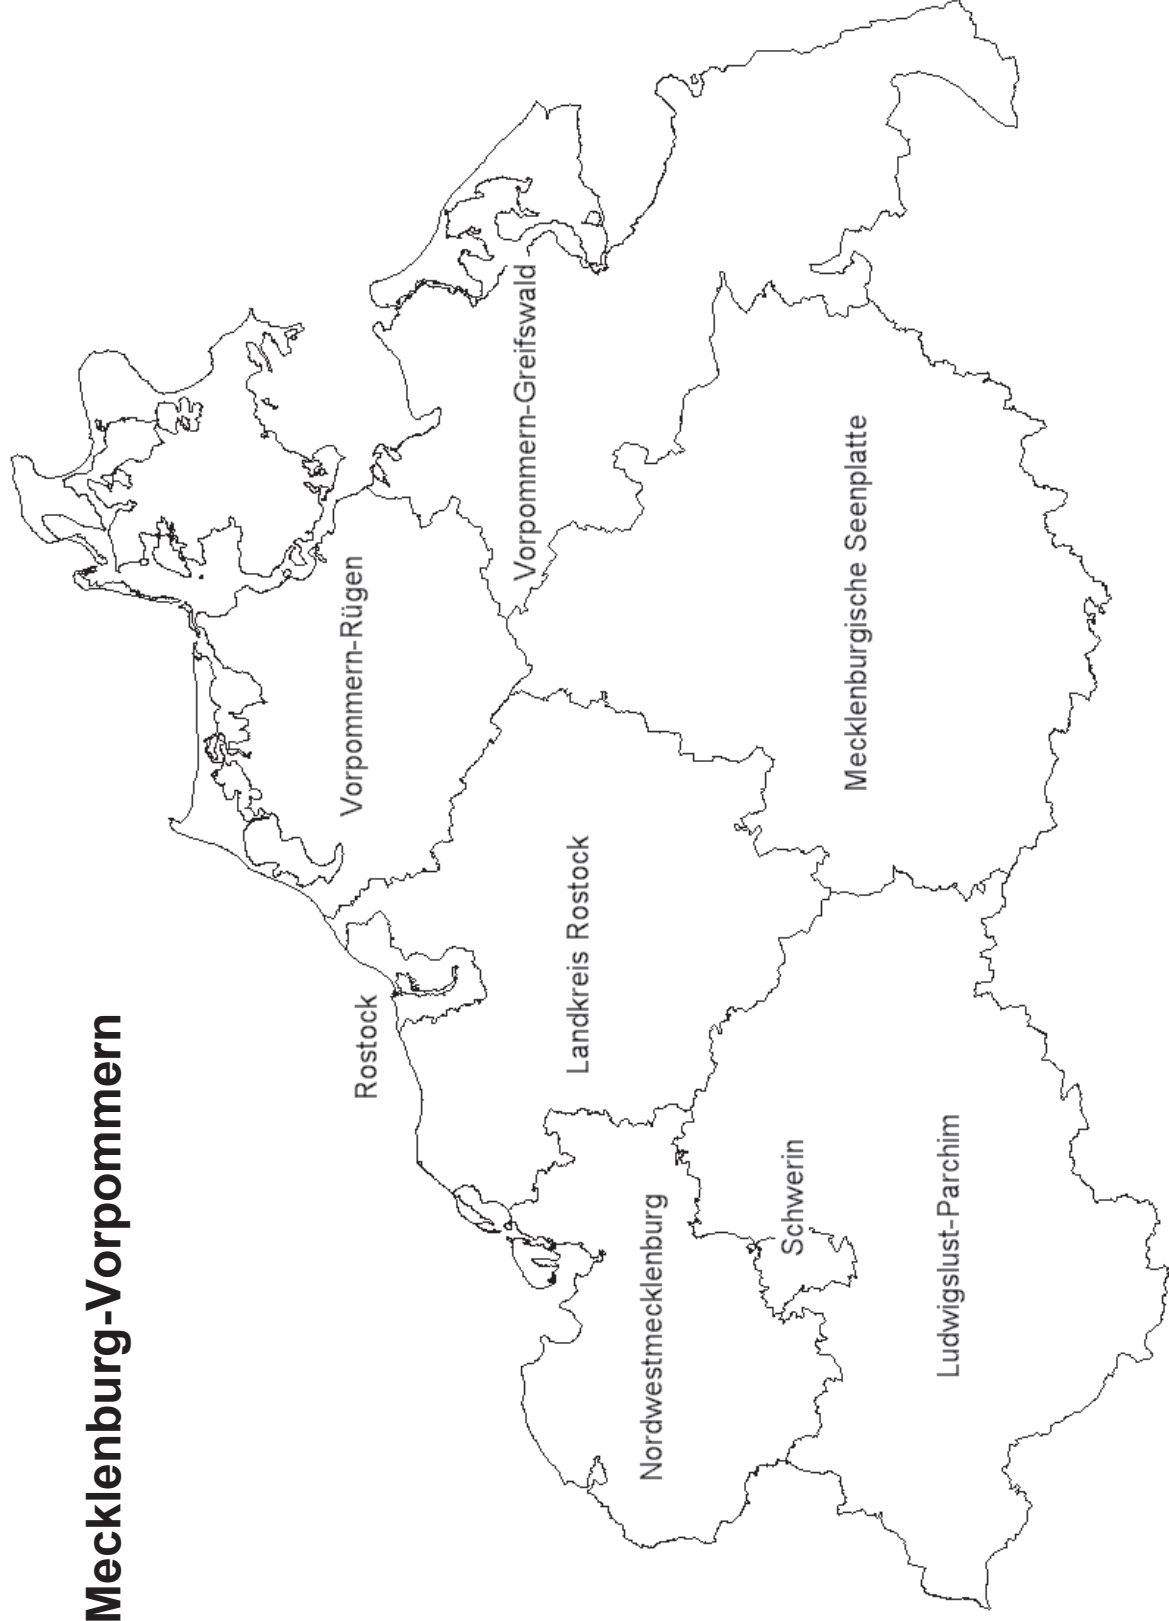 Mecklenburg-Vorpommern
Vorpommern-Rügen
Rostock
Vorpommern-Greifswald
Landkreis Rostock
Nordwestmecklenburg
Schwerin
Mecklenburgische Seenplatte
Ludwigslust-Parchim